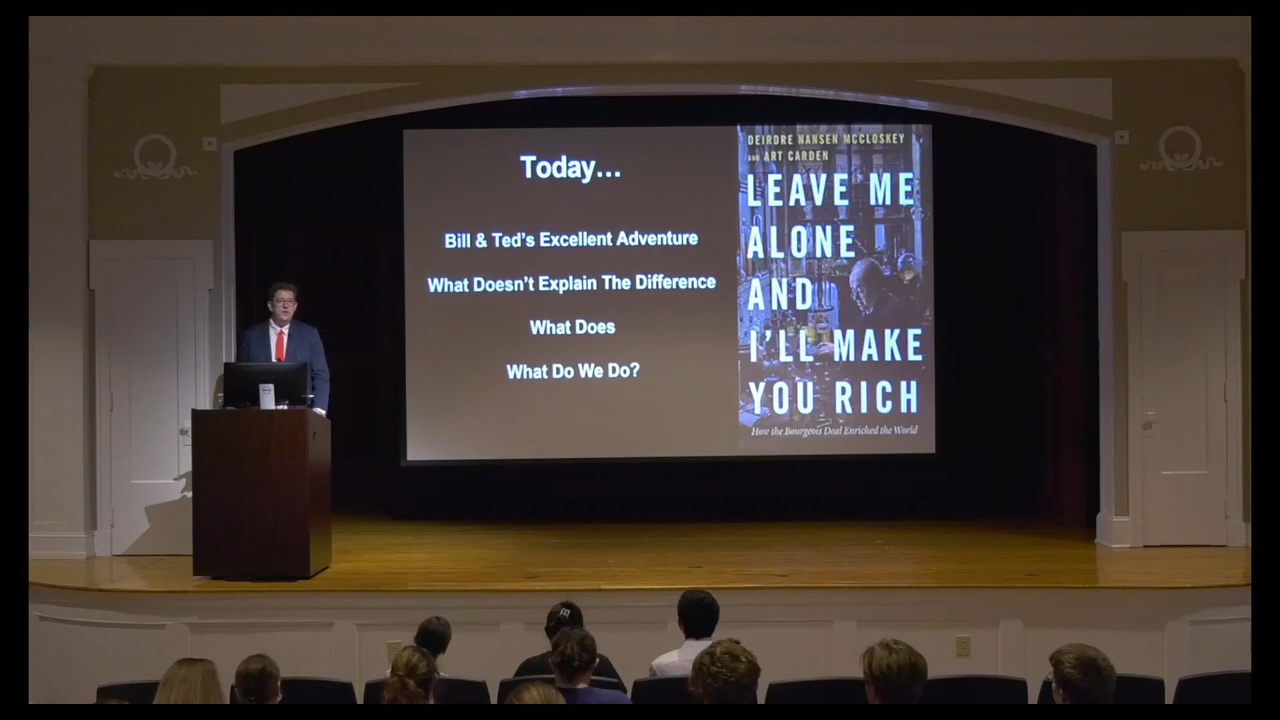 Today...
Bill & Ted's Excellent Adventure
What Doesn't Explain The Difference
What Does
What Do We Do?
DEIRDRE NANSEN MCCLOSKEY
AND ART CARDEN
LEAVE ME
ALONE
AND
I'LL MAKE
YOU RICH
How the Bourgeois Deal Enriched the World